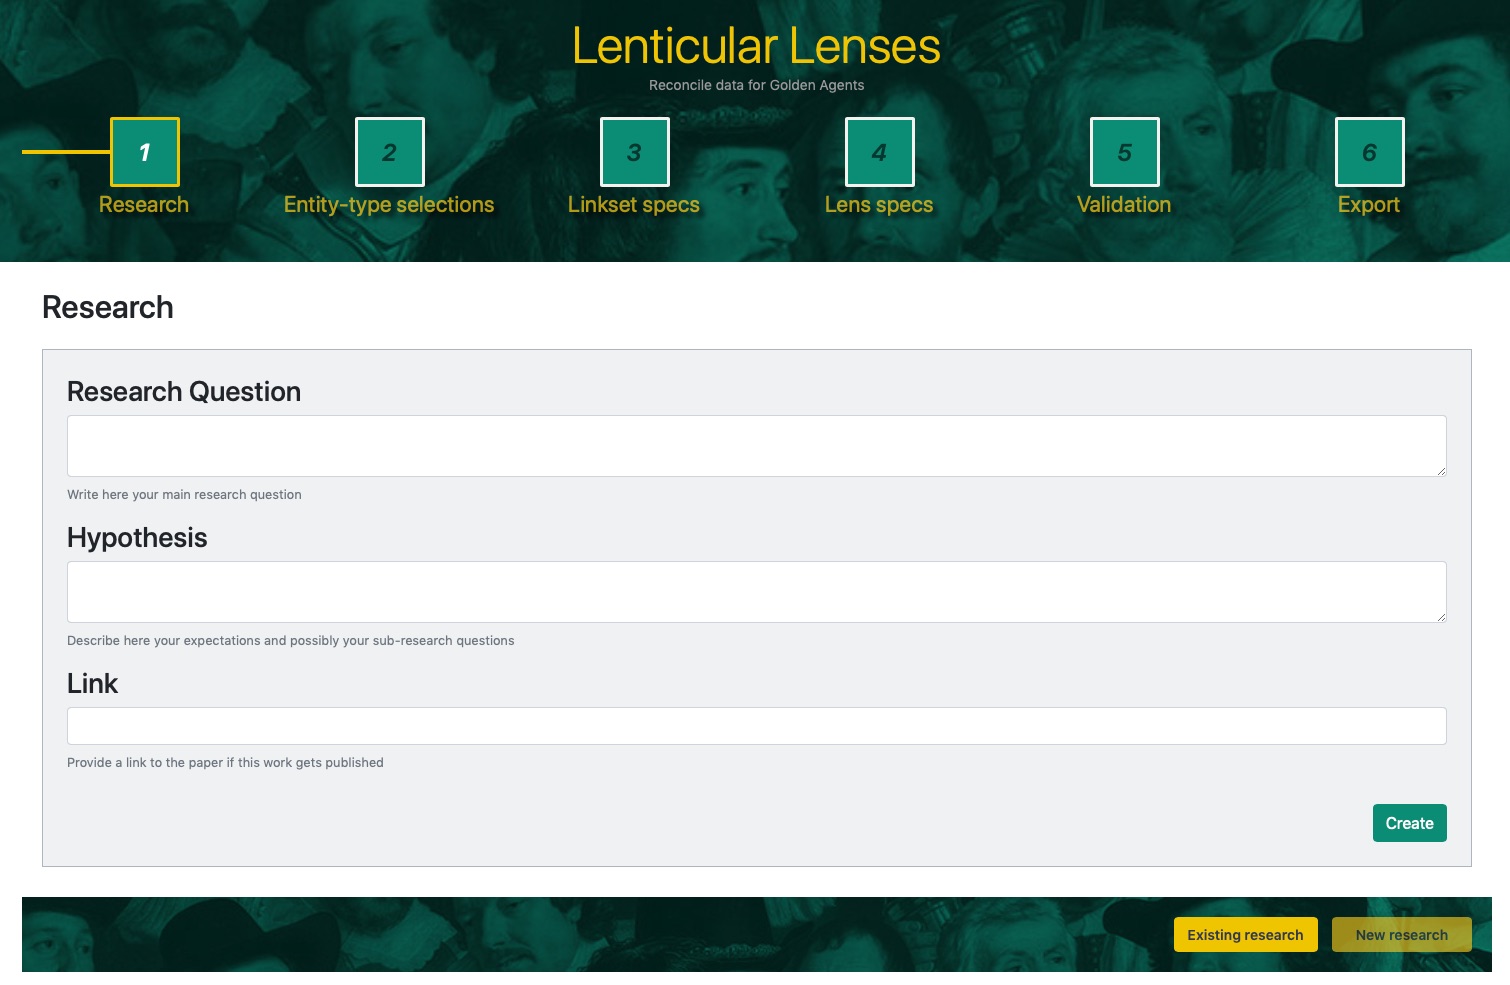 Lenticular Lenses
Reconcile data for Golden Agents
1
2
3
4
5
6
Research
Entity-type selections
Linkset specs
Lens specs
Validation
Export
Research
Research Question
Write here your main research question
Hypothesis
Describe here your expectations and possibly your sub-research questions
Link
Provide a link to the paper if this work gets published
Create
Existing research
New research